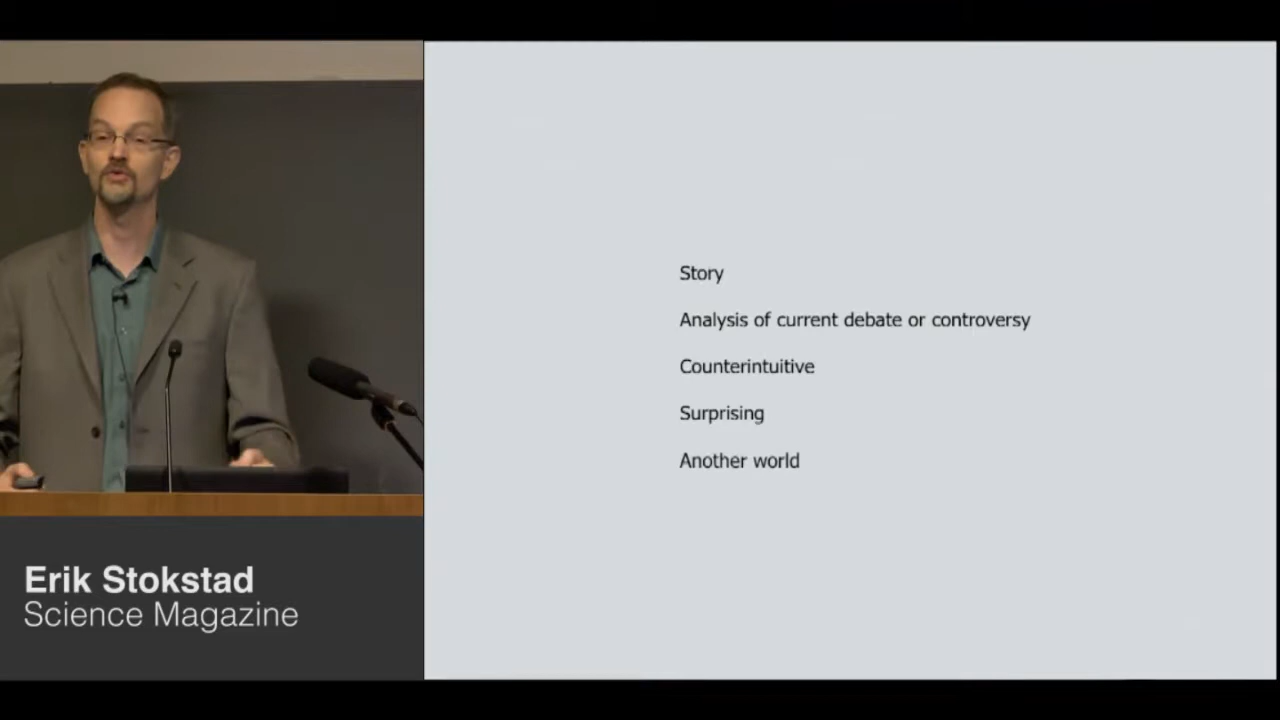 Story
Analysis of current debate or controversy
Counterintuitive
Surprising
Another world
Erik Stokstad
Science Magazine